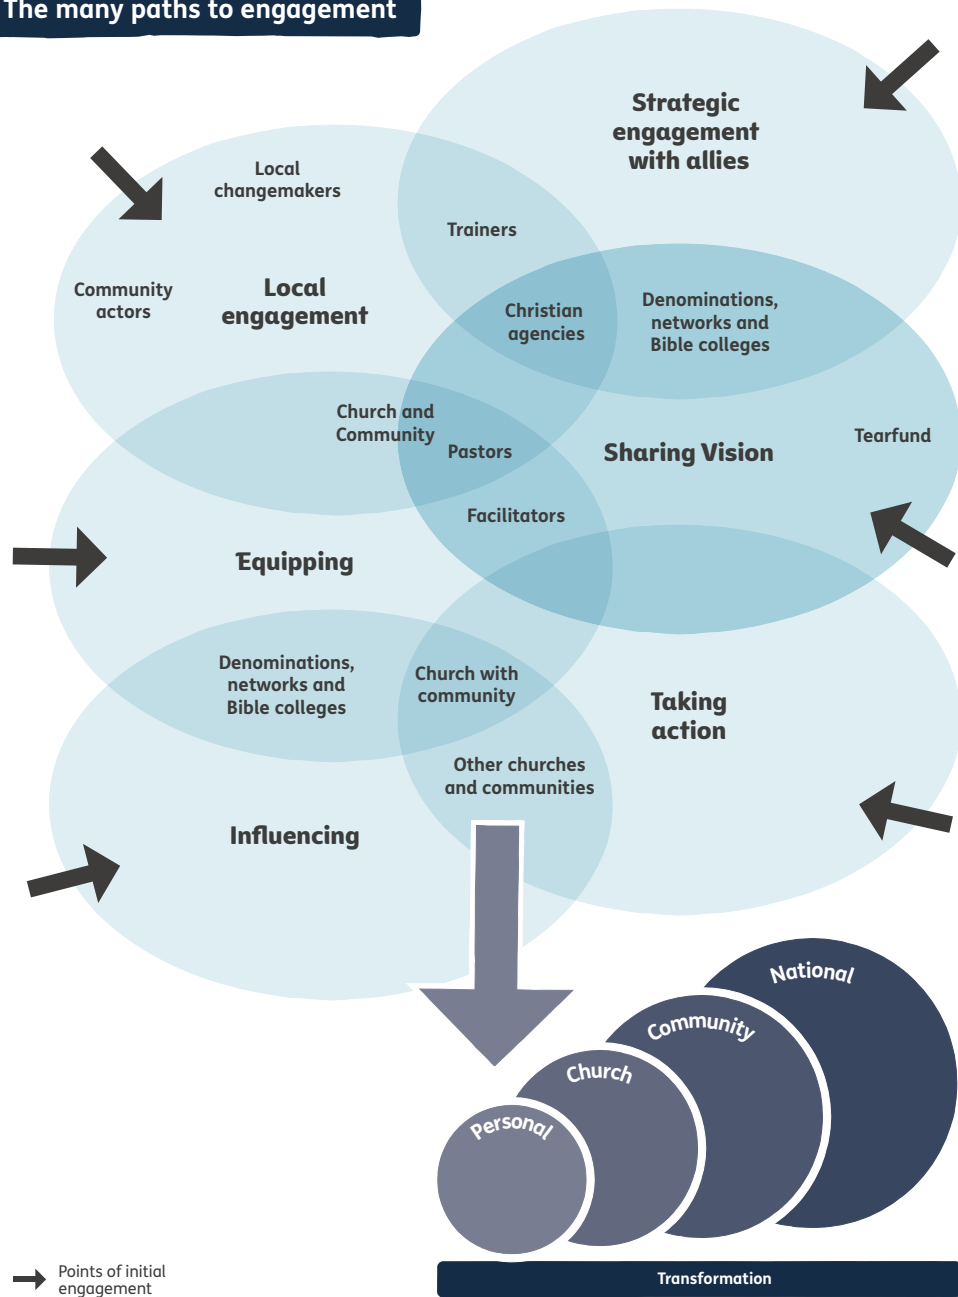 The many paths to engagement
Strategic
engagement
with allies
Local
changemakers
Trainers
Community
actors
Local
engagement
Christian
agencies
Denominations,
networks and
Bible colleges
Church and
Community
Pastors
Sharing Vision
Tearfund
Facilitators
Equipping
Denominations,
networks and
Bible colleges
Church with
community
Taking
action
Other churches
and communities
Influencing
National
Community
Church
Personal
Points of initial
engagement
Transformation